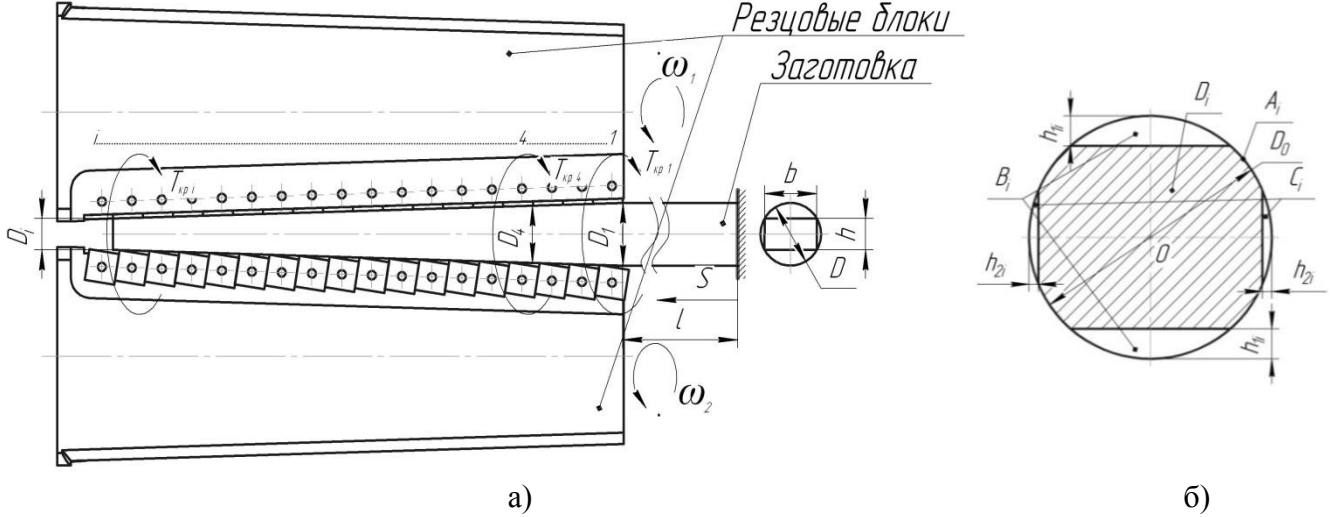 Резцовые блоки
Заготовка
ω₁
i 4 1
Tкр i Tкр 4 Tкр 1
b
Di D4 D1 h
D
S
l
ω₂
а)
h1i Di Ai
D0
Bi Ci
O
h2i h2i
h1i
б)